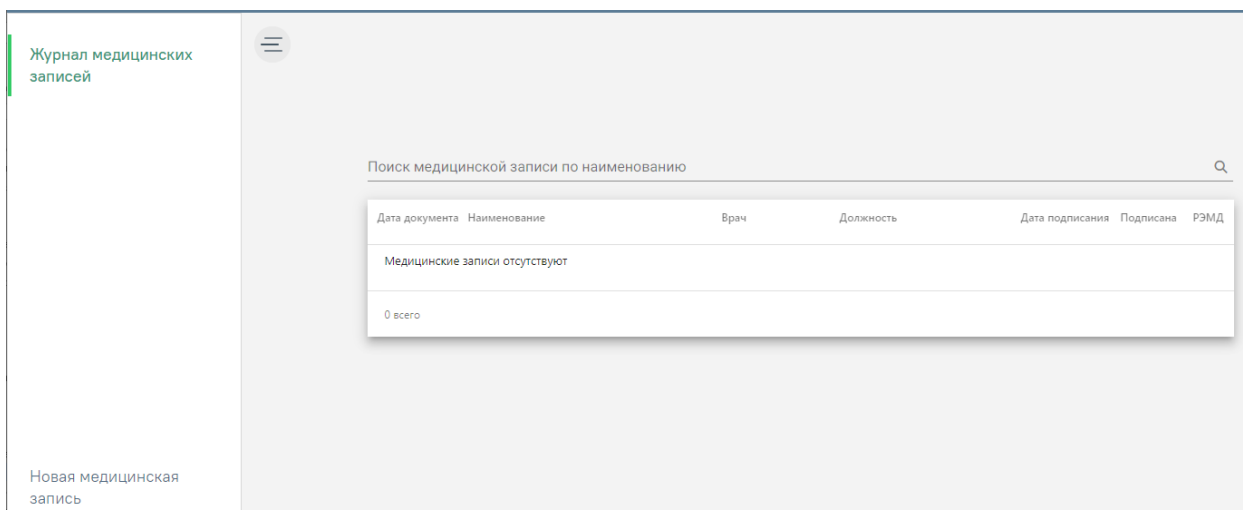 Журнал медицинских
записей
Поиск медицинской записи по наименованию
Дата документа Наименование Врач Должность Дата подписания Подписана РЭМД
Медицинские записи отсутствуют
0 всего
Новая медицинская
запись